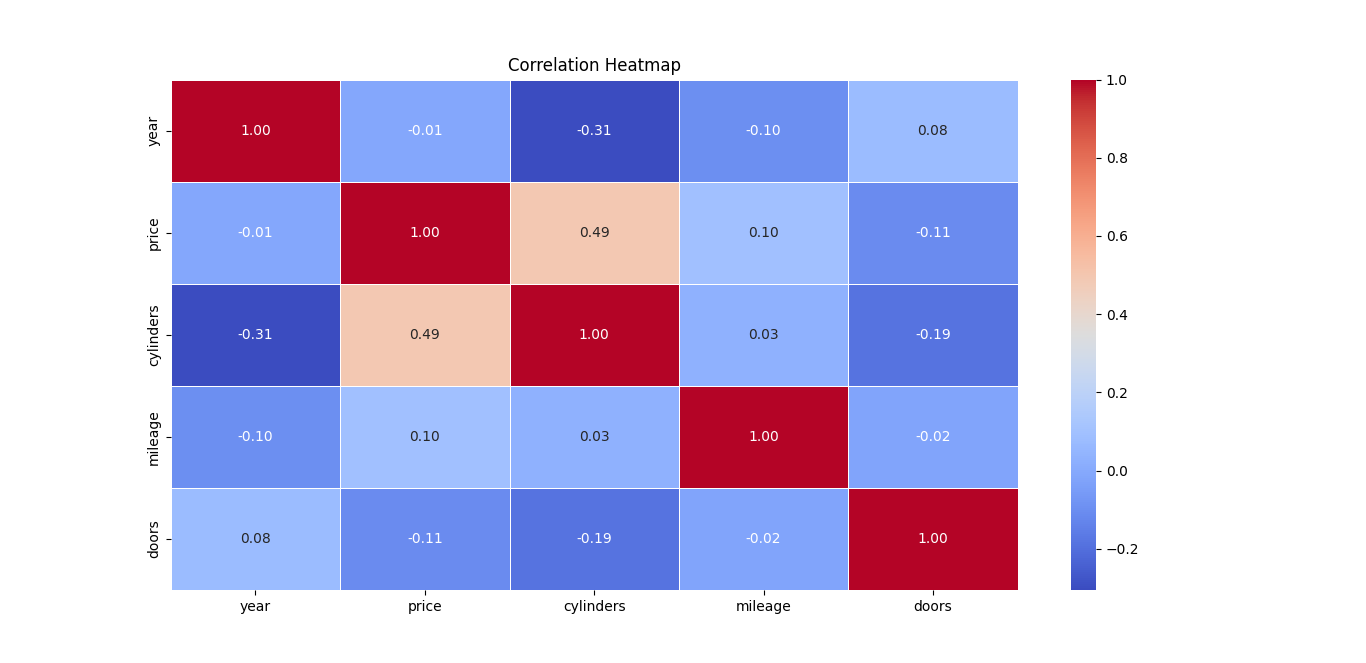 Correlation Heatmap
year 1.00 -0.01 -0.31 -0.10 0.08
price -0.01 1.00 0.49 0.10 -0.11
cylinders -0.31 0.49 1.00 0.03 -0.19
mileage -0.10 0.10 0.03 1.00 -0.02
doors 0.08 -0.11 -0.19 -0.02 1.00
year price cylinders mileage doors
1.0
0.8
0.6
0.4
0.2
0.0
−0.2